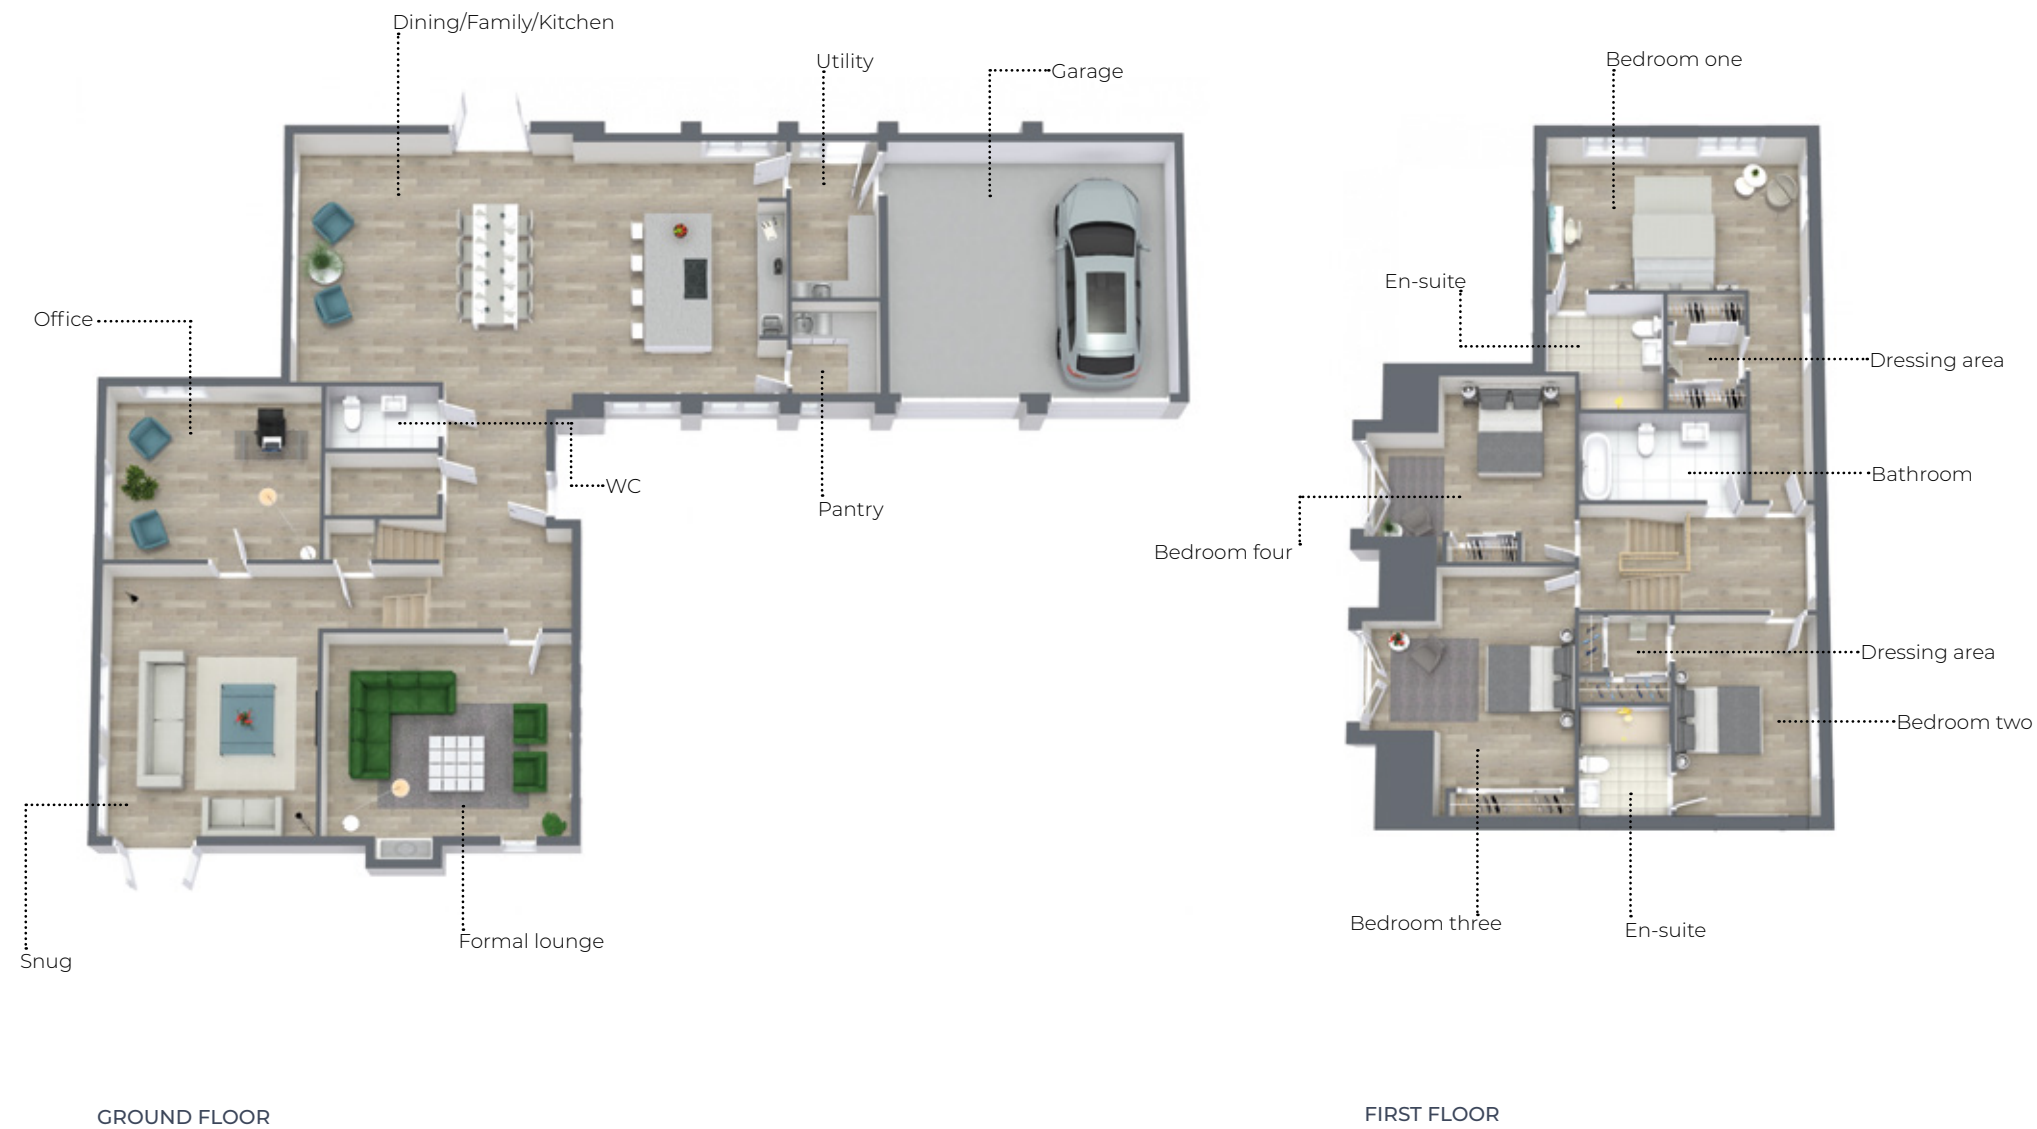 Dining/Family/Kitchen
Utility
Garage
Office
WC
Pantry
Snug
Formal lounge
GROUND FLOOR
Bedroom one
En-suite
Dressing area
Bathroom
Bedroom four
Dressing area
Bedroom two
Bedroom three
En-suite
FIRST FLOOR